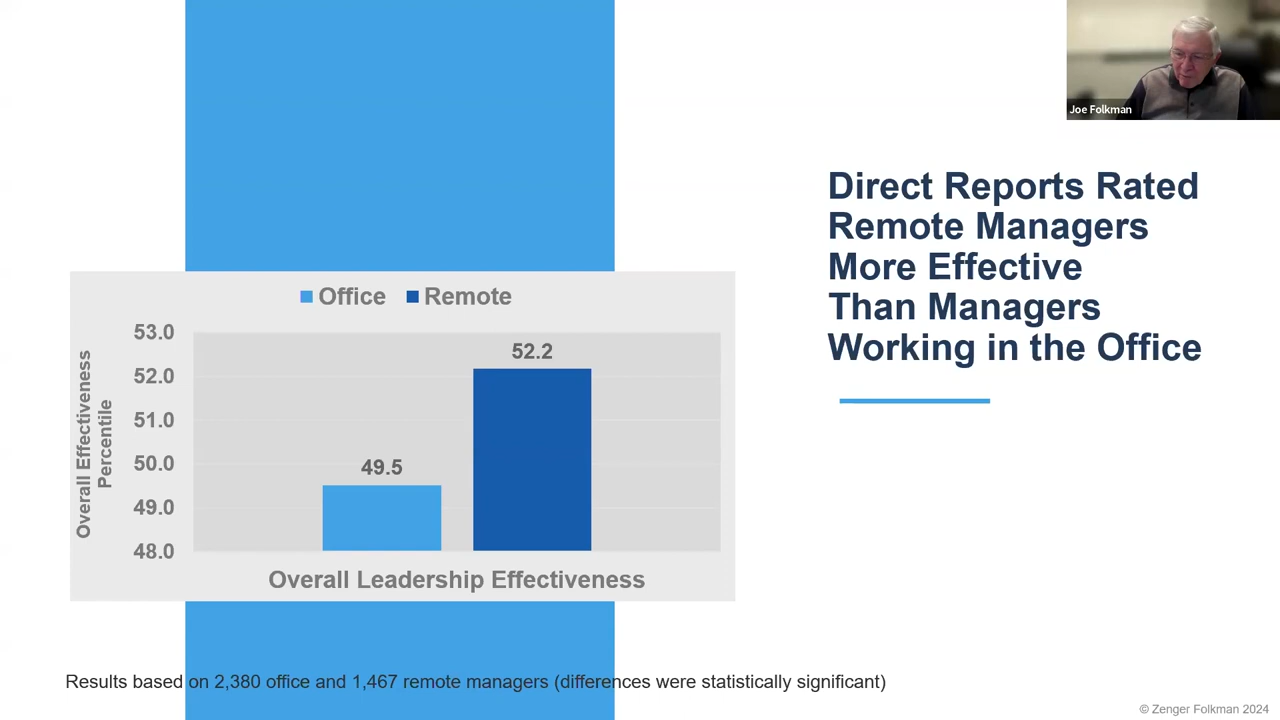 Joe Folkman
Direct Reports Rated
Remote Managers
More Effective
Than Managers
Working in the Office
Office Remote
Overall Effectiveness
Percentile
53.0
52.0
51.0
50.0
49.0
48.0
52.2
49.5
Overall Leadership Effectiveness
Results based on 2,380 office and 1,467 remote managers (differences were statistically significant)
© Zenger Folkman 2024